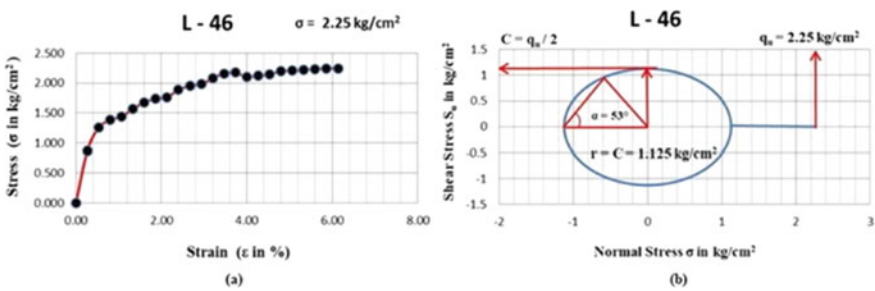 L - 46
σ = 2.25 kg/cm²
Stress (σ in kg/cm²)
2.500
2.000
1.500
1.000
0.500
0.000
0.00
2.00
4.00
6.00
8.00
Strain (ε in %)
(a)
L - 46
C = qᵤ / 2
qᵤ = 2.25 kg/cm²
Shear Stress Sᵤ in kg/cm²
1.5
1
0.5
0
-0.5
-1
-1.5
α = 53°
r = C = 1.125 kg/cm²
-2
-1
0
1
2
3
Normal Stress σ in kg/cm²
(b)